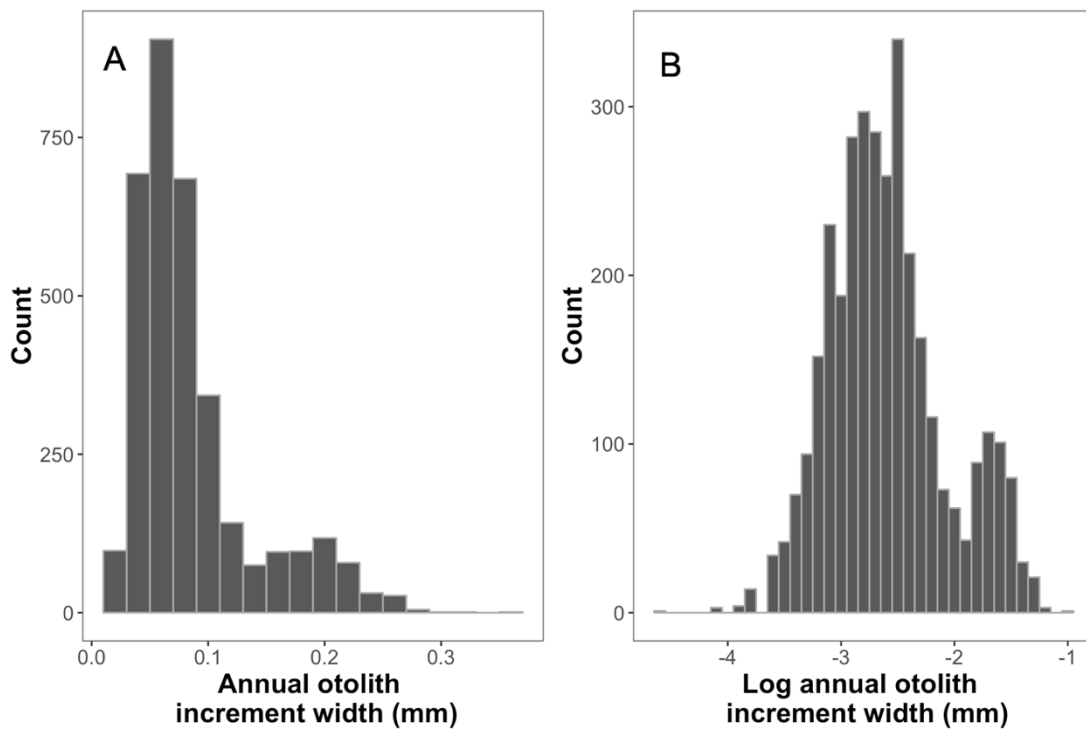 A
Count
750
500
250
0
0.0 0.1 0.2 0.3
Annual otolith
increment width (mm)
B
Count
300
200
100
0
-4 -3 -2 -1
Log annual otolith
increment width (mm)